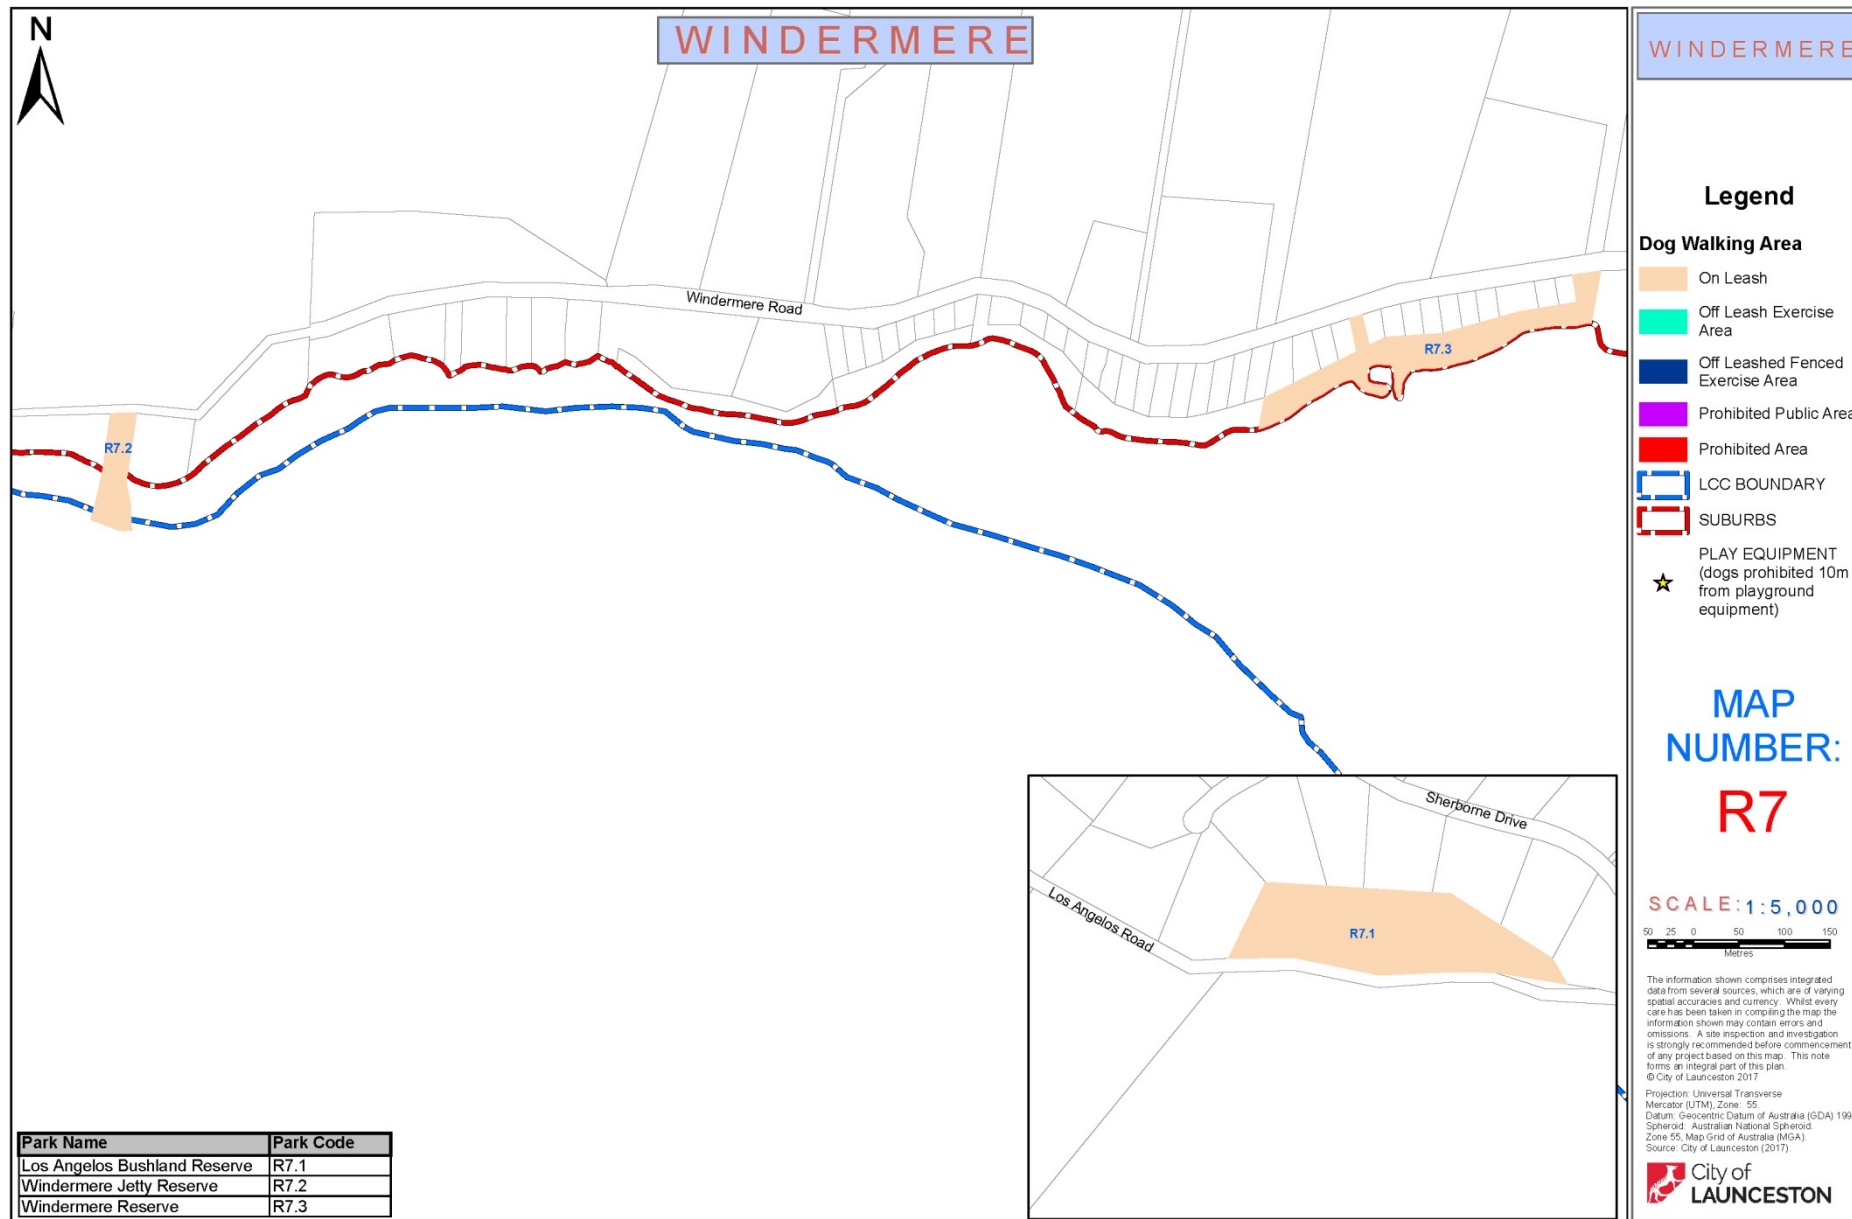 N
WINDERMERE
Windermere Road
R7.3
R7.2
Sherborne Drive
Los Angelos Road
R7.1
Park Name Park Code
Los Angelos Bushland Reserve R7.1
Windermere Jetty Reserve R7.2
Windermere Reserve R7.3
WINDERMERE
Legend
Dog Walking Area
On Leash
Off Leash Exercise
Area
Off Leashed Fenced
Exercise Area
Prohibited Public Area
Prohibited Area
LCC BOUNDARY
SUBURBS
PLAY EQUIPMENT
(dogs prohibited 10m
from playground
equipment)
MAP
NUMBER:
R7
SCALE: 1:5,000
50 25 0 50 100 150
Metres
The information shown comprises integrated
data from several sources, which are of varying
spatial accuracies and currency. Whilst every
care has been taken in compiling the map the
information shown may contain errors and
omissions. A site inspection and investigation
is strongly recommended before commencement
of any project based on this map. This note
forms an integral part of this plan.
© City of Launceston 2017
Projection: Universal Transverse
Mercator (UTM), Zone: 55.
Datum: Geocentric Datum of Australia (GDA) 199
Spheroid: Australian National Spheroid.
Zone 55, Map Grid of Australia (MGA).
Source: City of Launceston (2017).
City of
LAUNCESTON